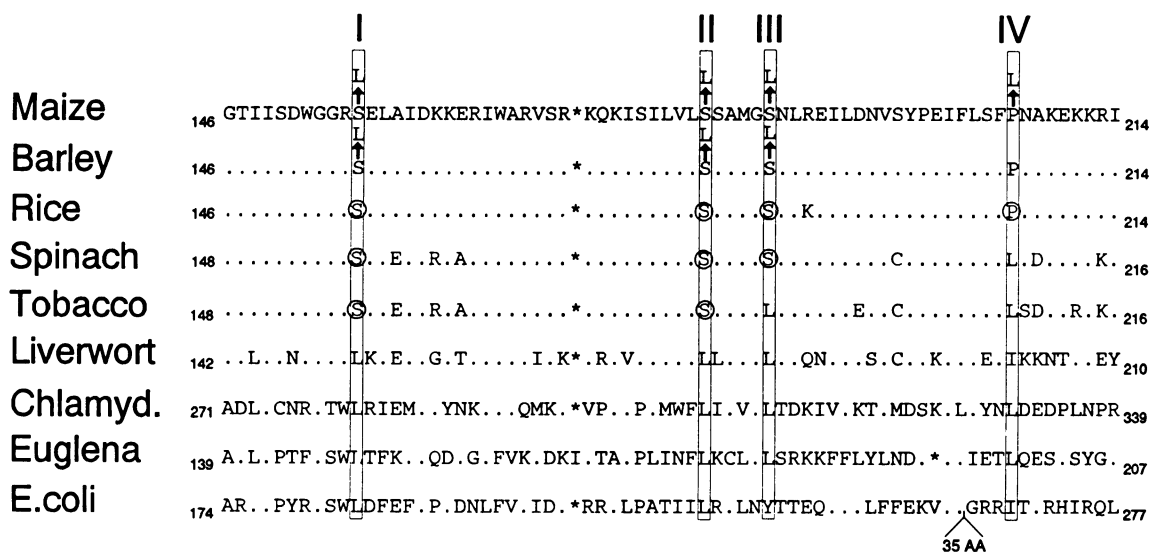 I II III IV
L L L L
Maize 146 GTIISDWGGRSELAIDKKERIWARVSR*KQKISILVLSSAMGSNLREILDNVSYPEIFLSFPNAKEKKRI 214
L L L
Barley 146 ..........S................*.........S....S..................P........ 214
Rice 146 ..........S................*.........S....S..K...............P........ 214
Spinach 148 ..........S..E..R.A........*.........S....S.........C........L.D....K. 216
Tobacco 148 ..........S..E..R.A........*.........S....L......E..C........LSD..R.K. 216
Liverwort 142 ..L..N....LK.E..G.T.....I.K*.R.V.....LL...L..QN...S.C..K...E.IKKNT..EY 210
Chlamyd. 271 ADL.CNR.TWLRIEM..YNK...QMK.*VP..P.MWFLI.V.LTDKIV.KT.MDSK.L.YNLDEDPLNPR 339
Euglena 139 A.L.PTF.SWLTFK..QD.G.FVK.DKI.TA.PLINFLKCL..LSRKKFFLYLND.*..IETLQES.SYG. 207
E.coli 174 AR..PYR.SWLDFEF.P.DNLFV.ID.*RR.LPATIILR.LNYTTEQ...LFFEKV..GRRIT.RHIRQL 277
35 AA